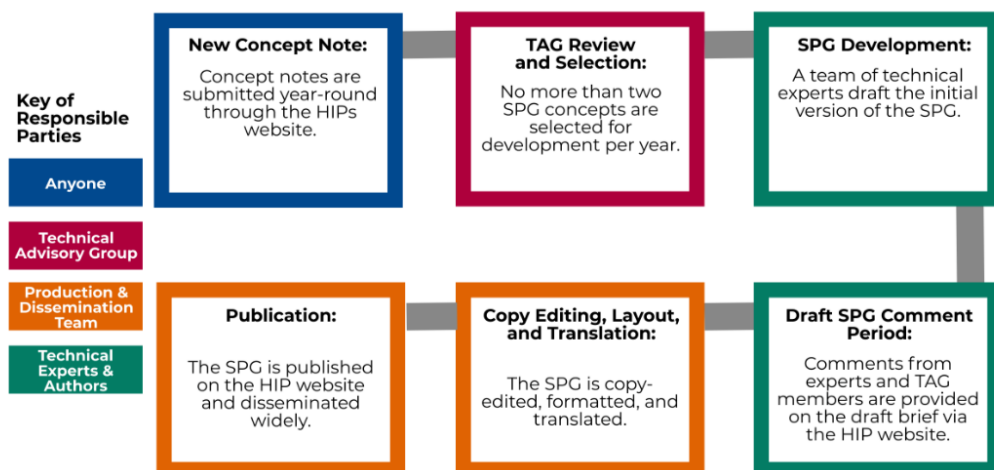 New Concept Note:
Concept notes are
submitted year-round
through the HIPs
website.
TAG Review
and Selection:
No more than two
SPG concepts are
selected for
development per year.
SPG Development:
A team of technical
experts draft the initial
version of the SPG.
Key of
Responsible
Parties
Anyone
Technical
Advisory Group
Production &
Dissemination
Team
Technical
Experts &
Authors
Publication:
The SPG is published
on the HIP website
and disseminated
widely.
Copy Editing, Layout,
and Translation:
The SPG is copy-
edited, formatted, and
translated.
Draft SPG Comment
Period:
Comments from
experts and TAG
members are provided
on the draft brief via
the HIP website.